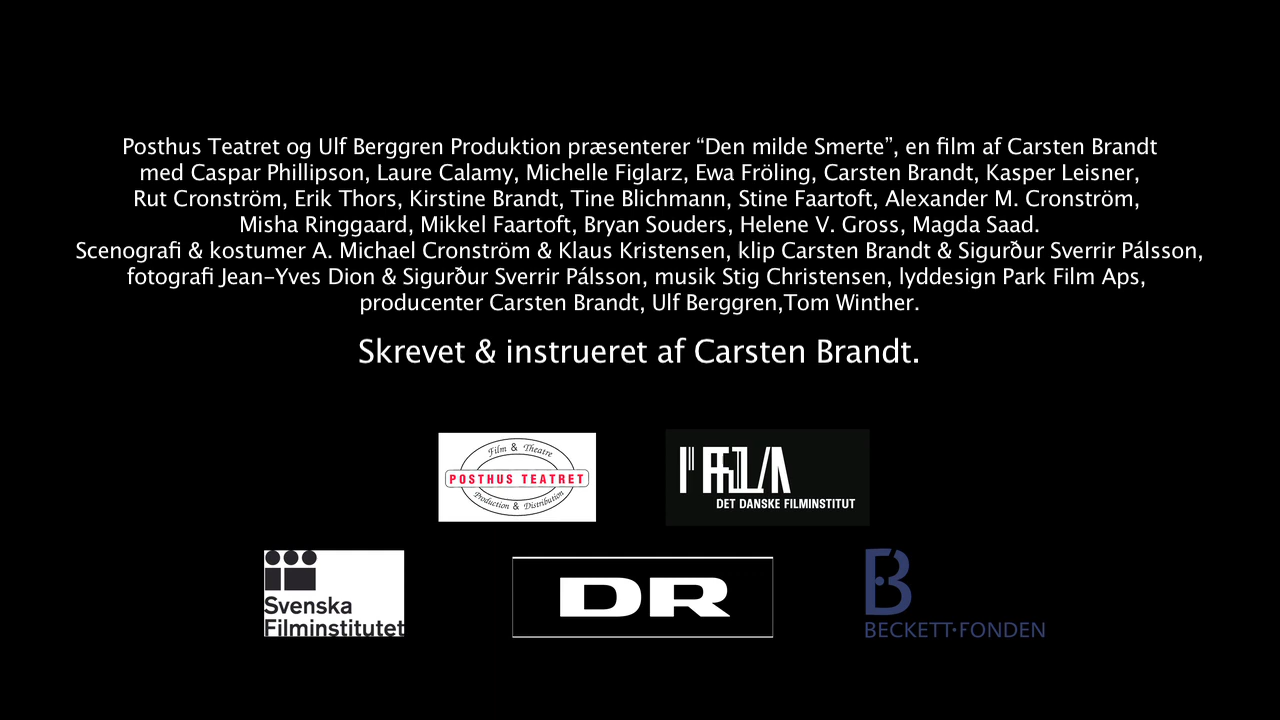 Posthus Teatret og Ulf Berggren Produktion præsenterer “Den milde Smerte”, en film af Carsten Brandt
med Caspar Phillipson, Laure Calamy, Michelle Figlarz, Ewa Fröling, Carsten Brandt, Kasper Leisner,
Rut Cronström, Erik Thors, Kirstine Brandt, Tine Blichmann, Stine Faartoft, Alexander M. Cronström,
Misha Ringgaard, Mikkel Faartoft, Bryan Souders, Helene V. Gross, Magda Saad.
Scenografi & kostumer A. Michael Cronström & Klaus Kristensen, klip Carsten Brandt & Sigurður Sverrir Pálsson,
fotografi Jean-Yves Dion & Sigurður Sverrir Pálsson, musik Stig Christensen, lyddesign Park Film Aps,
producenter Carsten Brandt, Ulf Berggren,Tom Winther.
Skrevet & instrueret af Carsten Brandt.
Film & Theatre
POSTHUS TEATRET
Production & Distribution
DET DANSKE FILMINSTITUT
Svenska
Filminstitutet
DR
B
BECKETT·FONDEN